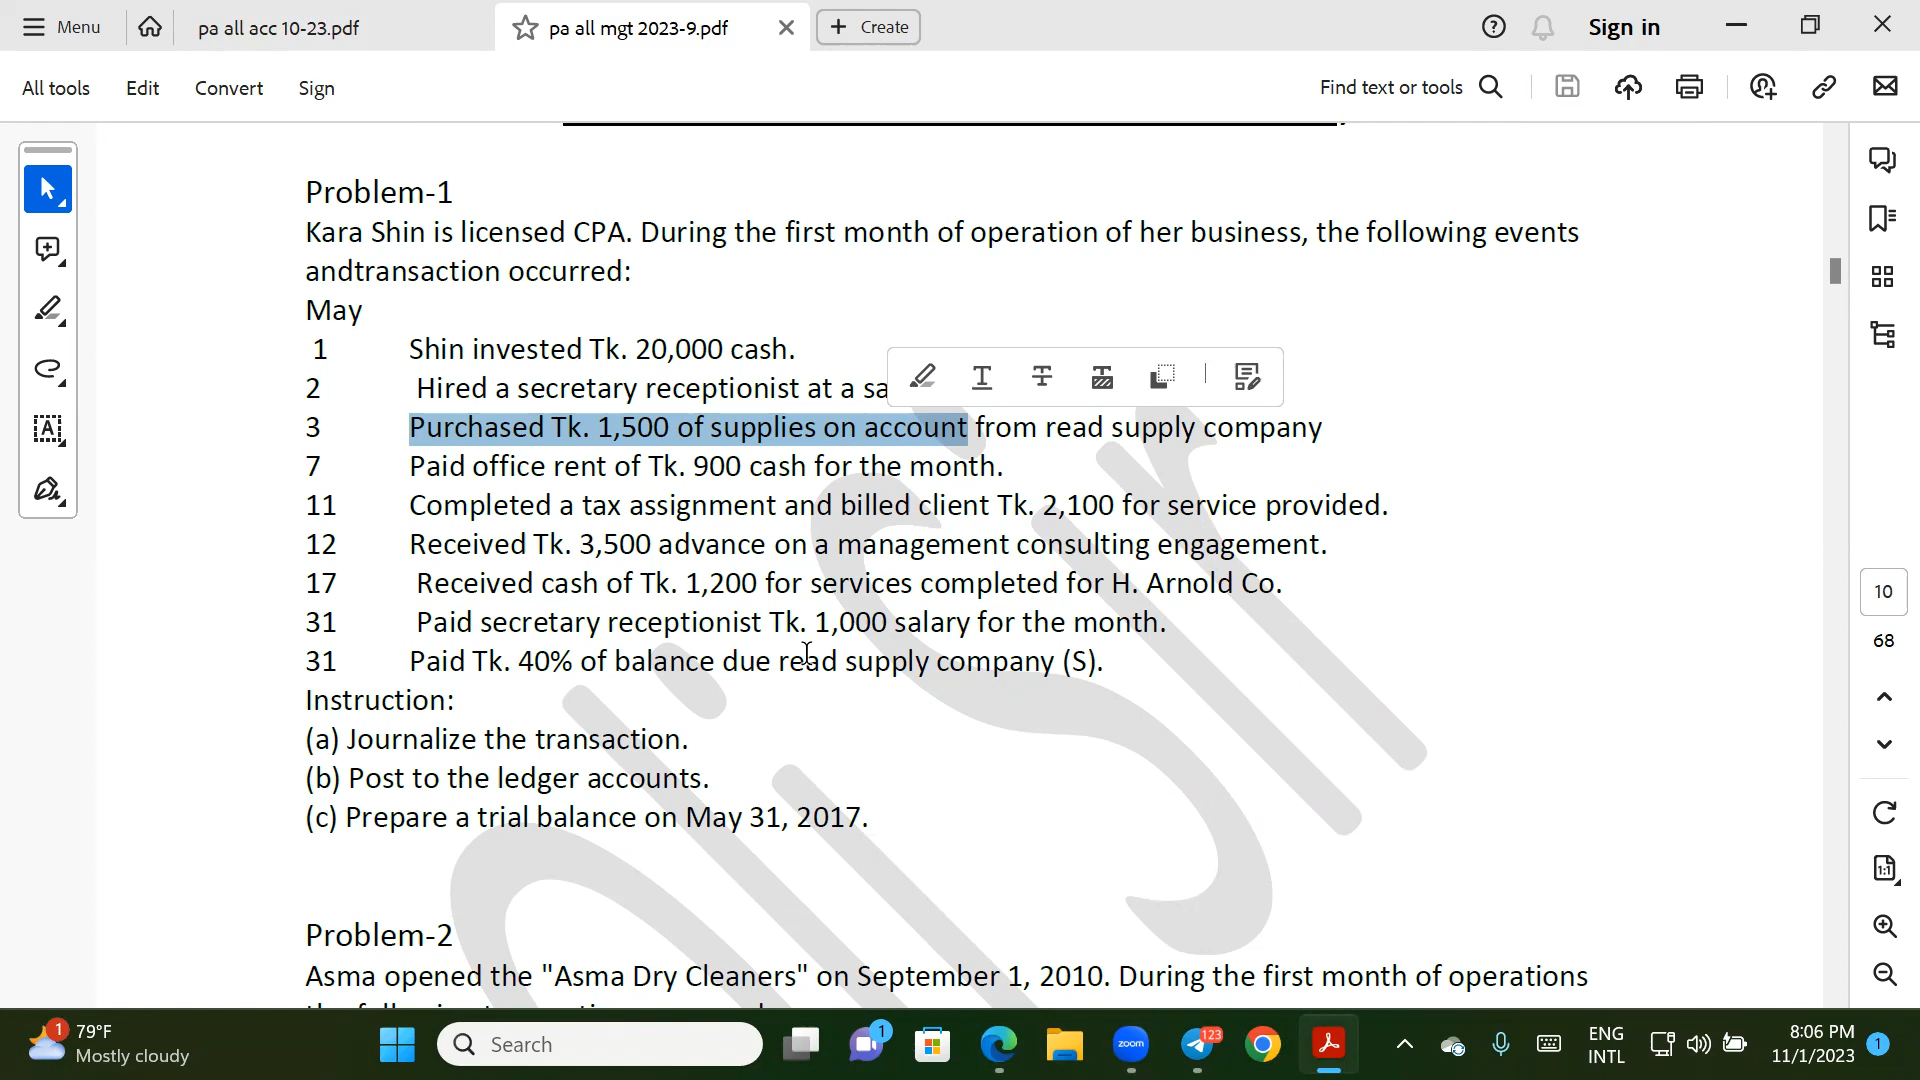 Menu
pa all acc 10-23.pdf
pa all mgt 2023-9.pdf
Create
Sign in
All tools
Edit
Convert
Sign
Find text or tools
Problem-1
Kara Shin is licensed CPA. During the first month of operation of her business, the following events
andtransaction occurred:
May
1 Shin invested Tk. 20,000 cash.
2 Hired a secretary receptionist at a sa
3 Purchased Tk. 1,500 of supplies on account from read supply company
7 Paid office rent of Tk. 900 cash for the month.
11 Completed a tax assignment and billed client Tk. 2,100 for service provided.
12 Received Tk. 3,500 advance on a management consulting engagement.
17 Received cash of Tk. 1,200 for services completed for H. Arnold Co.
31 Paid secretary receptionist Tk. 1,000 salary for the month.
31 Paid Tk. 40% of balance due read supply company (S).
Instruction:
(a) Journalize the transaction.
(b) Post to the ledger accounts.
(c) Prepare a trial balance on May 31, 2017.
Problem-2
Asma opened the "Asma Dry Cleaners" on September 1, 2010. During the first month of operations
10
68
1:1
79°F
Mostly cloudy
1
Search
1
zoom
123
ENG
INTL
8:06 PM
11/1/2023
1